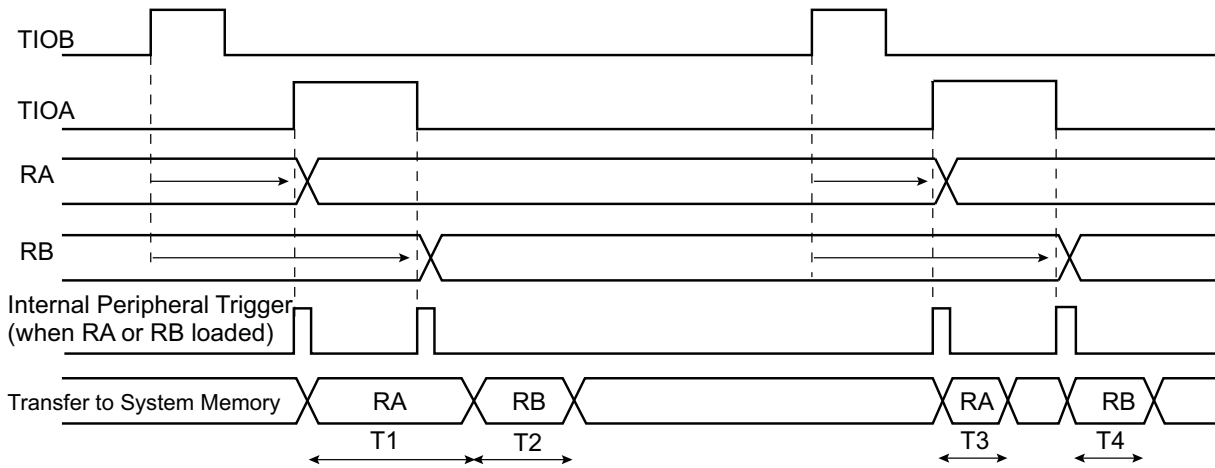 TIOB
TIOA
RA
RB
Internal Peripheral Trigger
(when RA or RB loaded)
Transfer to System Memory
RA
RB
RA
RB
T1
T2
T3
T4